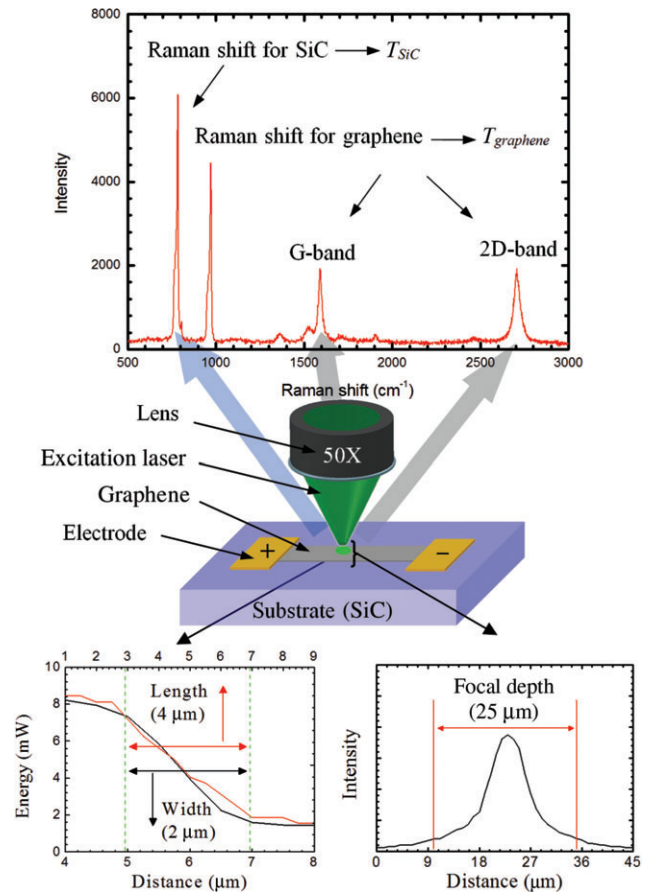 8000
6000
4000
2000
0
Intensity
Raman shift for SiC T_SiC
Raman shift for graphene T_graphene
G-band
2D-band
500 1000 1500 2000 2500 3000
Raman shift (cm⁻¹)
Lens
50X
Excitation laser
Graphene
Electrode
+
−
Substrate (SiC)
1 2 3 4 5 6 7 8 9
10
8
6
4
2
0
Energy (mW)
Length
(4 μm)
Width
(2 μm)
4 5 6 7 8
Distance (μm)
Focal depth
(25 μm)
Intensity
0 9 18 27 36 45
Distance (μm)